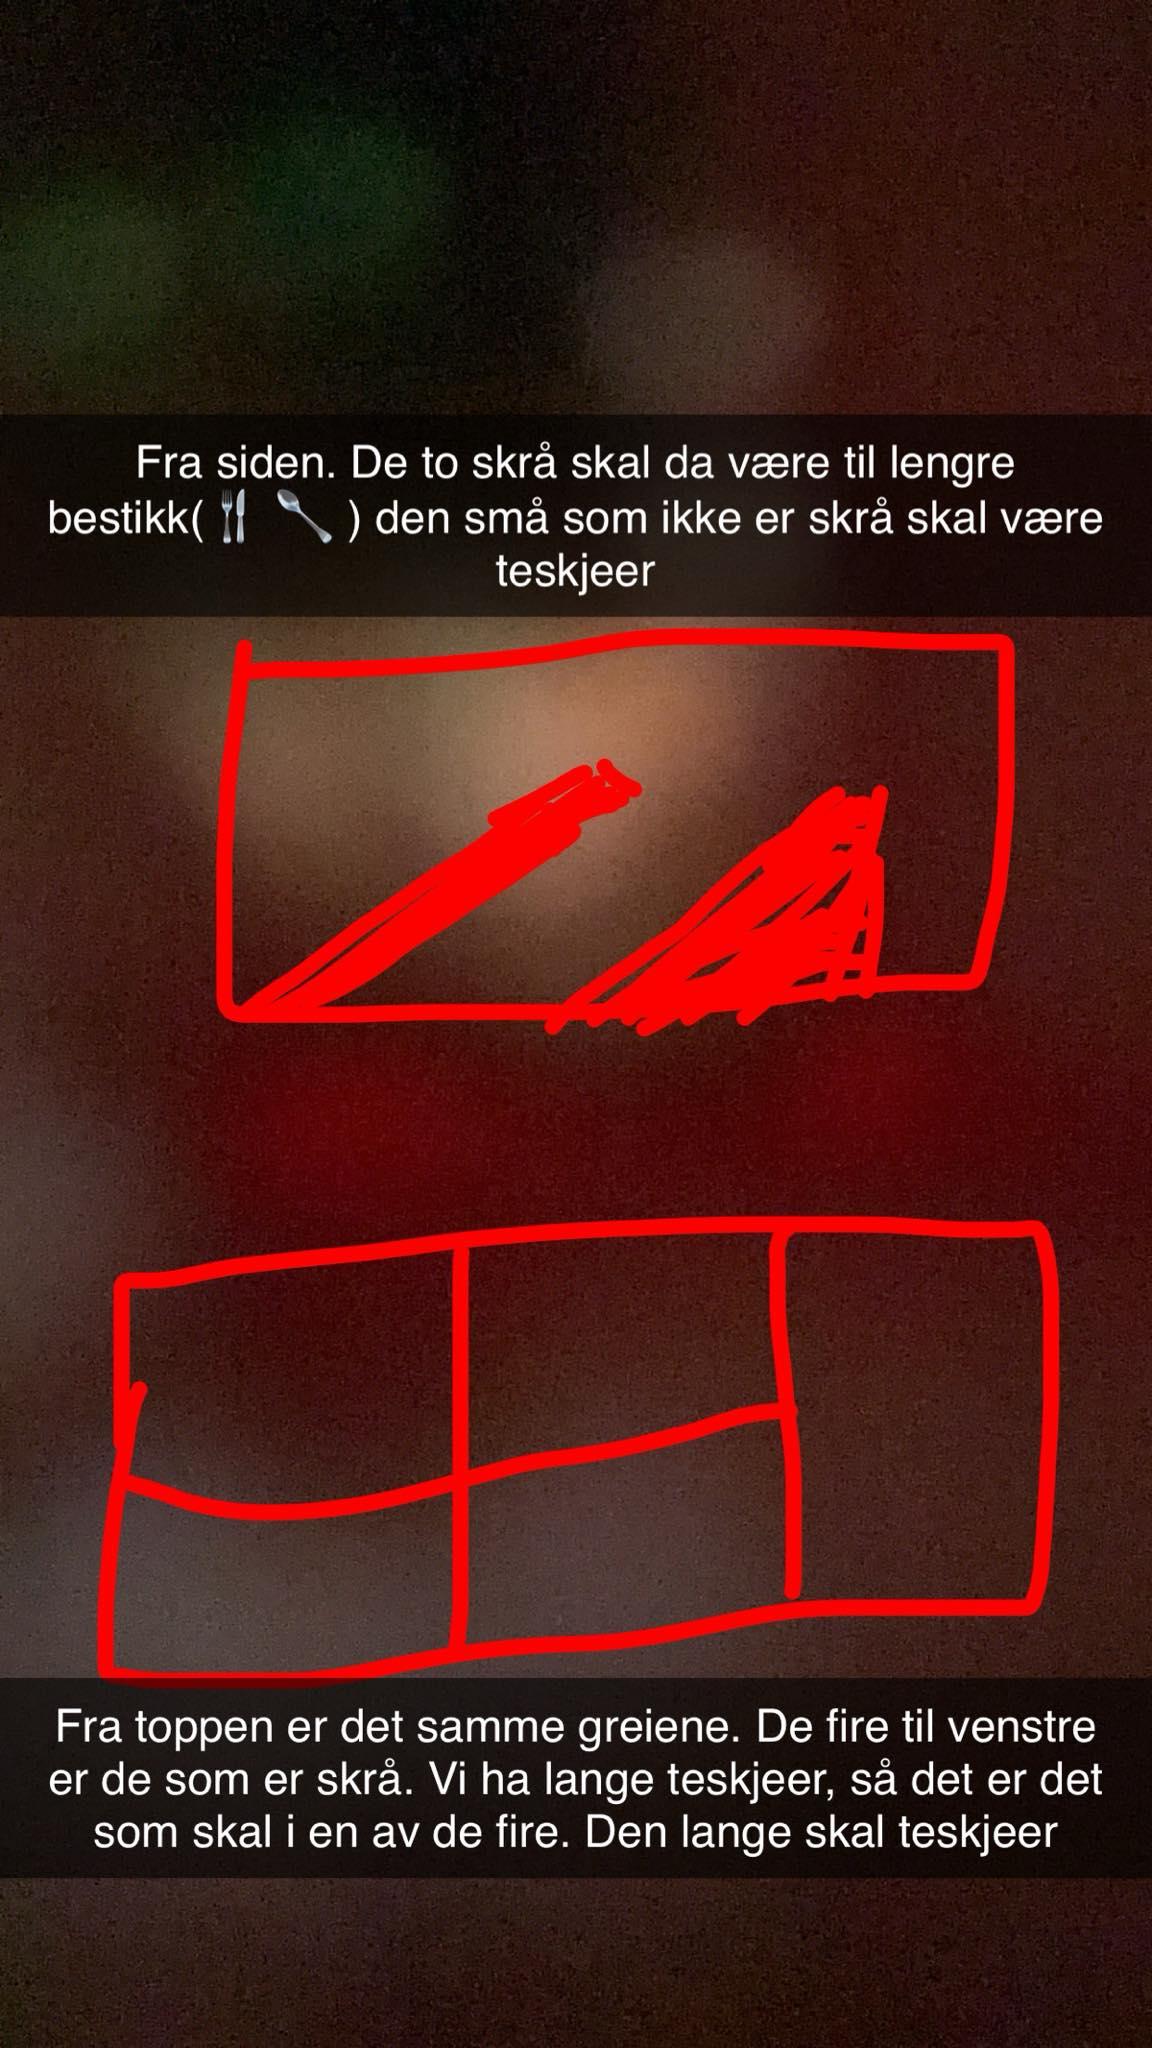 Fra siden. De to skrå skal da være til lengre
bestikk( 🍴 🥄 ) den små som ikke er skrå skal være
teskjeer
Fra toppen er det samme greiene. De fire til venstre
er de som er skrå. Vi ha lange teskjeer, så det er det
som skal i en av de fire. Den lange skal teskjeer